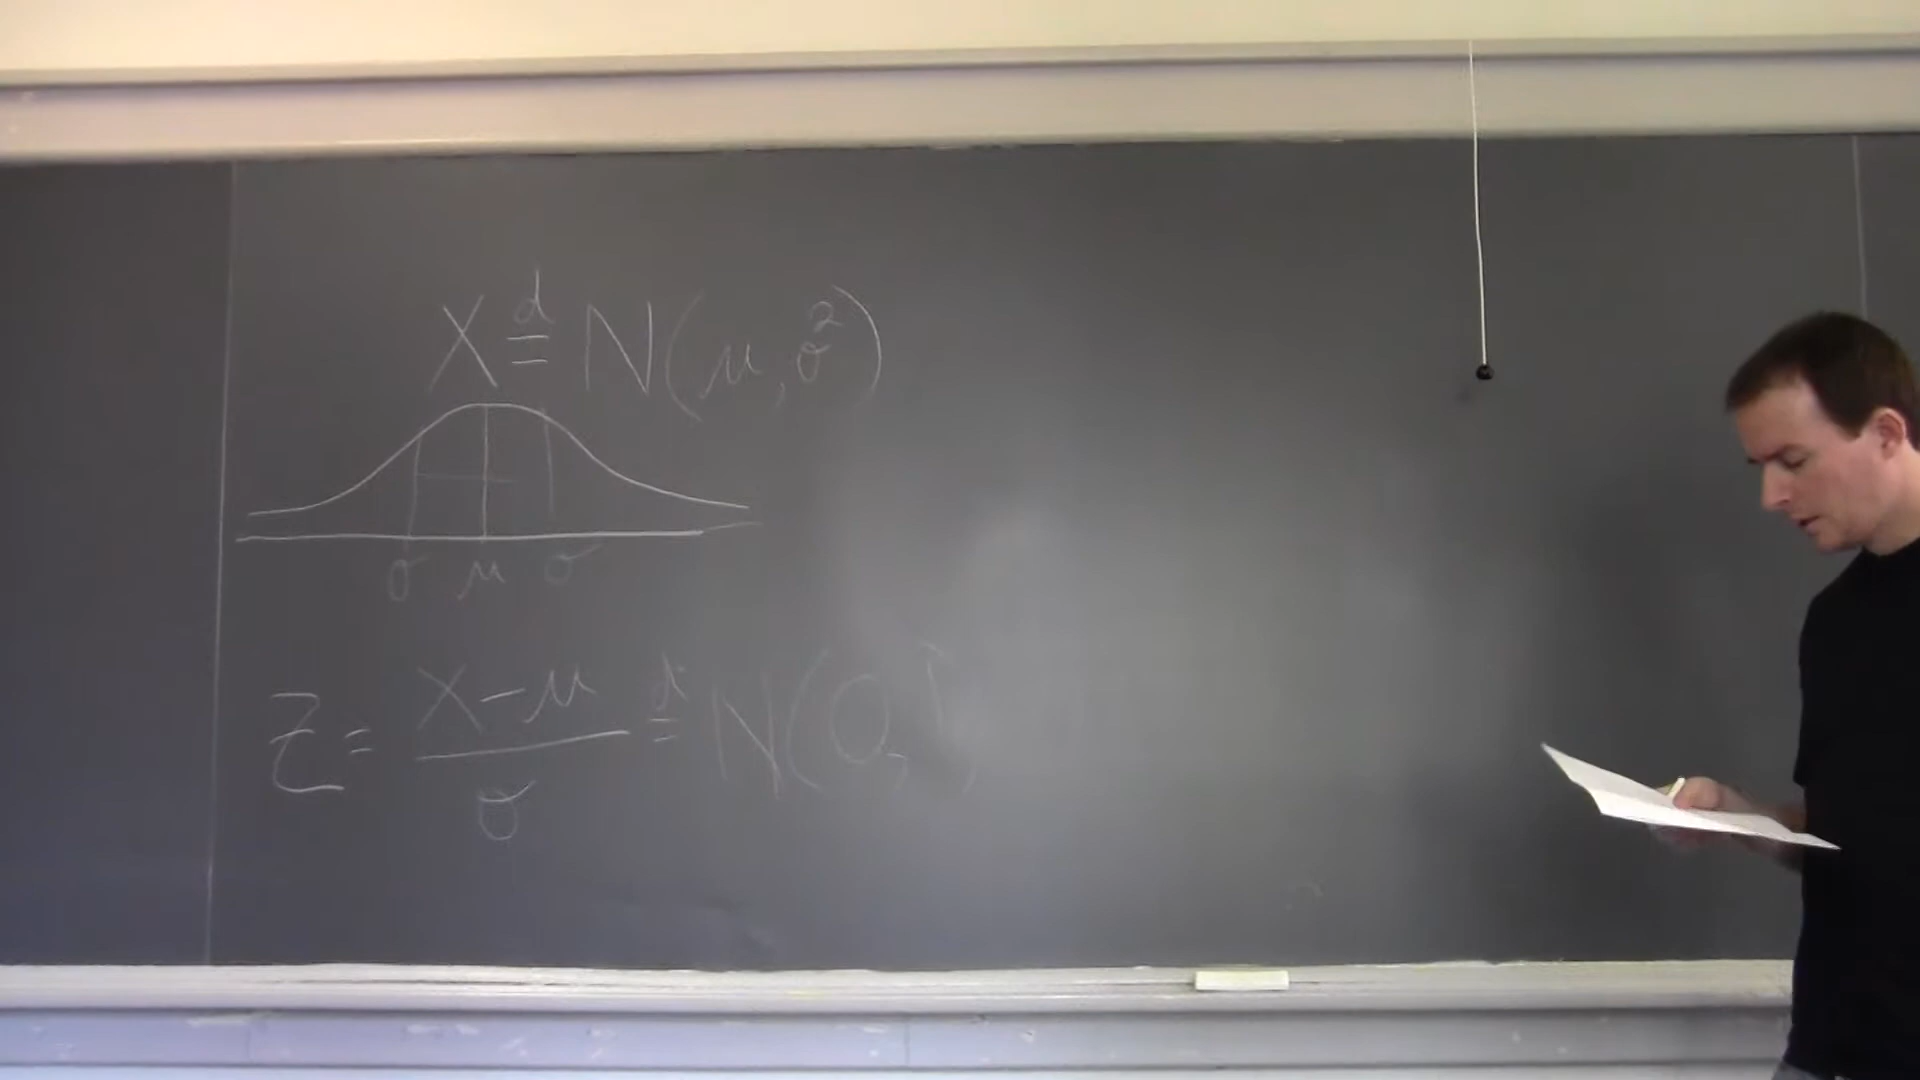 X =ᵈ N(μ, σ²)
σ μ σ
Z = (X - μ)/σ =ᵈ N(0, 1)